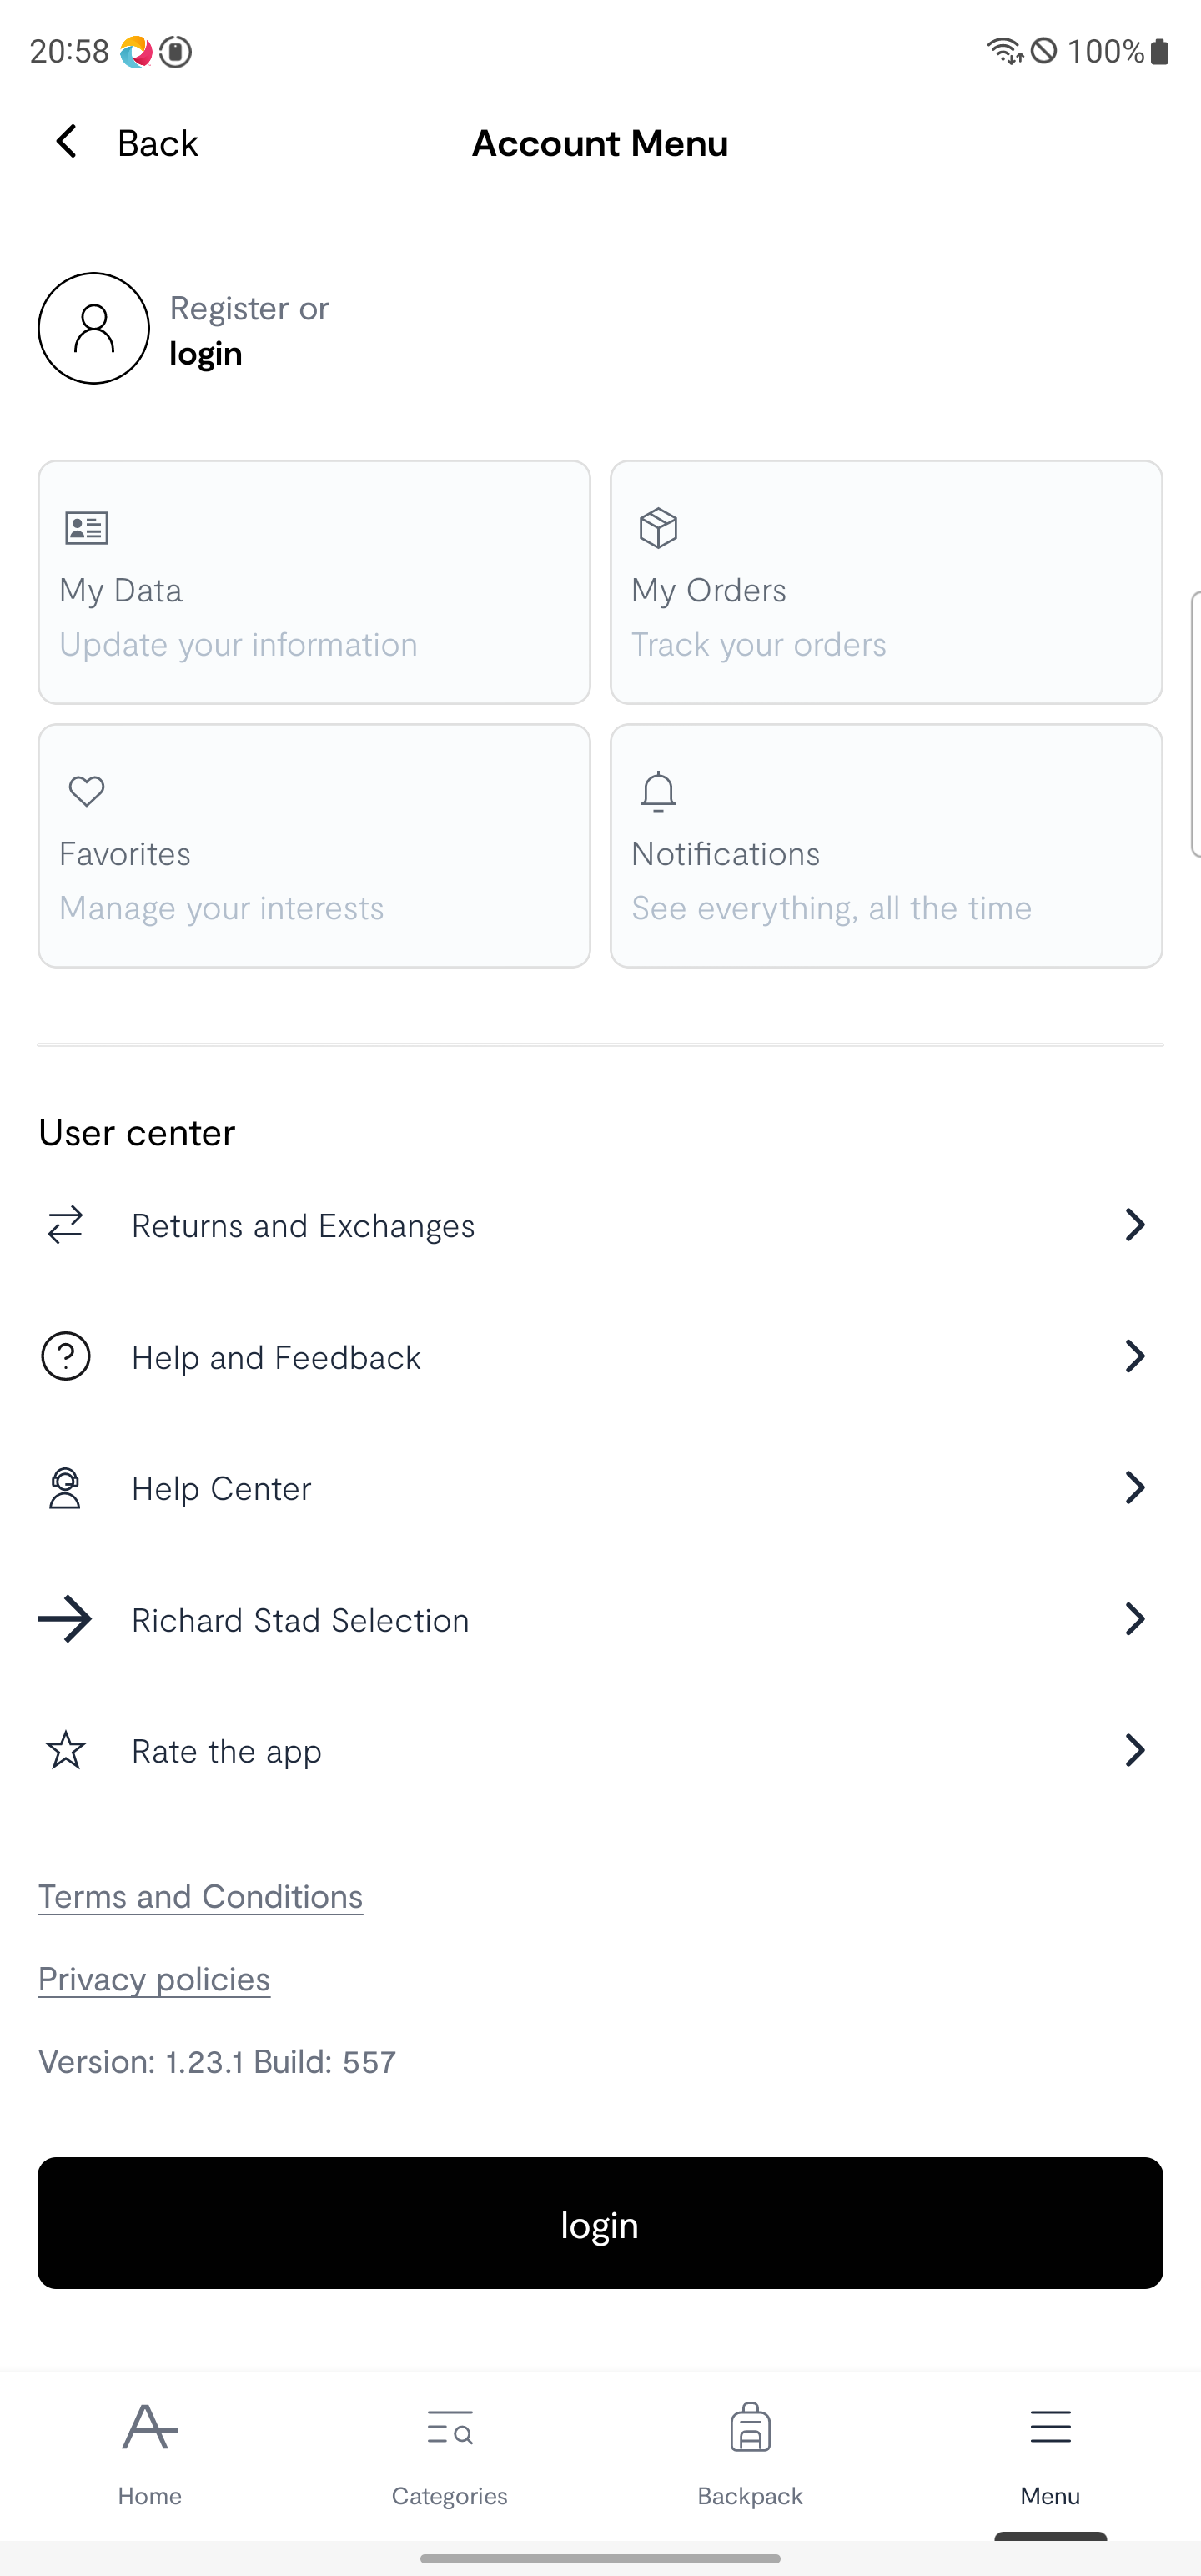 20:58
100%
Back
Account Menu
Register or
login
My Data
Update your information
My Orders
Track your orders
Favorites
Manage your interests
Notifications
See everything, all the time
User center
Returns and Exchanges
Help and Feedback
Help Center
Richard Stad Selection
Rate the app
Terms and Conditions
Privacy policies
Version: 1.23.1 Build: 557
login
Home
Categories
Backpack
Menu